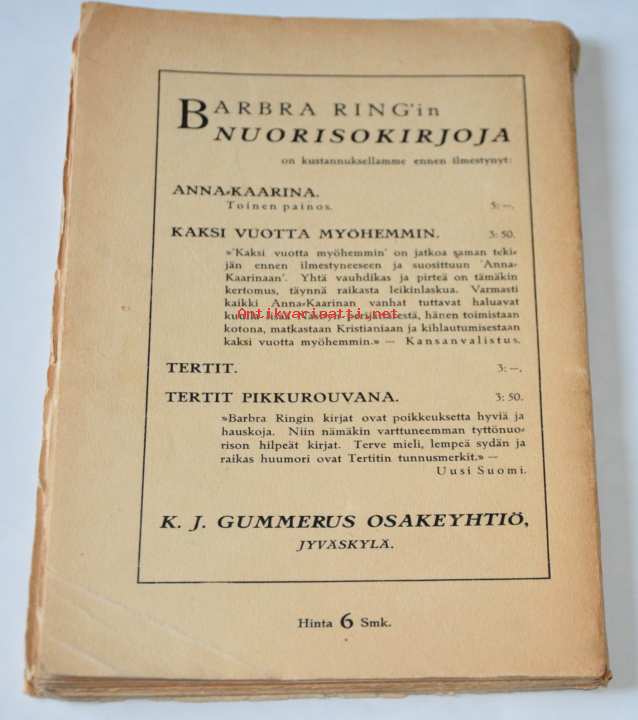 BARBRA RING'in
NUORISOKIRJOJA
on kustannuksellamme ennen ilmestynyt:
ANNA-KAARINA.
Toinen painos. 5:—.
KAKSI VUOTTA MYÖHEMMIN. 3: 50.
»'Kaksi vuotta myöhemmin' on jatkoa saman teki-
jän ennen ilmestyneeseen ja suosittuun 'Anna-
Kaarinaan'. Yhtä vauhdikas ja pirteä on tämäkin
kertomus, täynnä raikasta leikinlaskua. Varmasti
kaikki Anna-Kaarinan vanhat tuttavat haluavat
Antikvariaatti.net
hänen toimistaan
kotona, matkastaan Kristianiaan ja kihlautumisestaan
kaksi vuotta myöhemmin.» — Kansanvalistus.
TERTIT. 3:—.
TERTIT PIKKUROUVANA. 3: 50.
»Barbra Ringin kirjat ovat poikkeuksetta hyviä ja
hauskoja. Niin nämäkin varttuneemman tyttönuo-
rison hilpeät kirjat. Terve mieli, lempeä sydän ja
raikas huumori ovat Tertitin tunnusmerkit.» —
Uusi Suomi.
K. J. GUMMERUS OSAKEYHTIÖ,
JYVÄSKYLÄ.
Hinta 6 Smk.